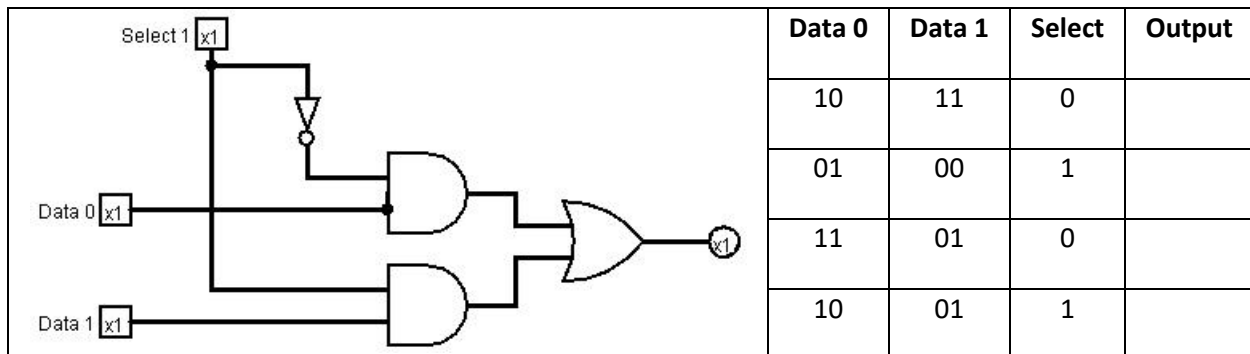 Select 1 x1
Data 0 x1
x1
Data 1 x1
Data 0 Data 1 Select Output
10 11 0
01 00 1
11 01 0
10 01 1